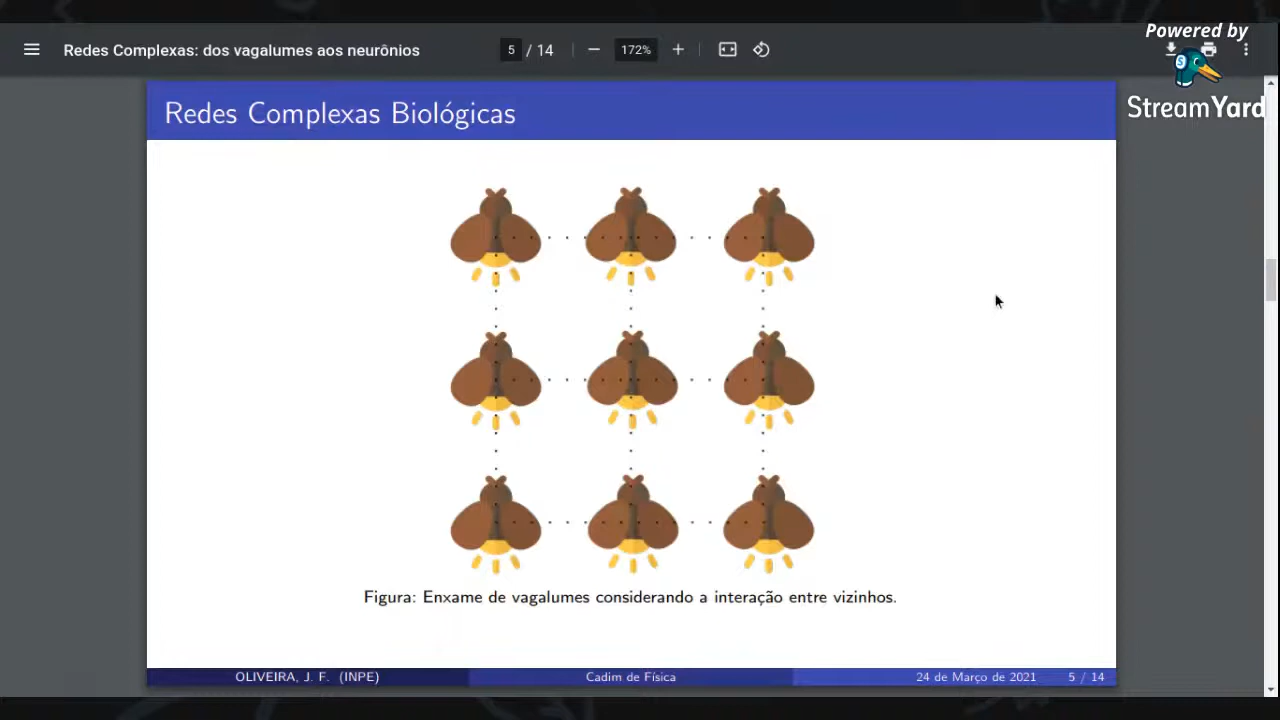 Powered by
StreamYard
Redes Complexas: dos vagalumes aos neurônios
5 / 14
172%
Redes Complexas Biológicas
Figura: Enxame de vagalumes considerando a interação entre vizinhos.
OLIVEIRA, J. F. (INPE)
Cadim de Física
24 de Março de 2021
5 / 14